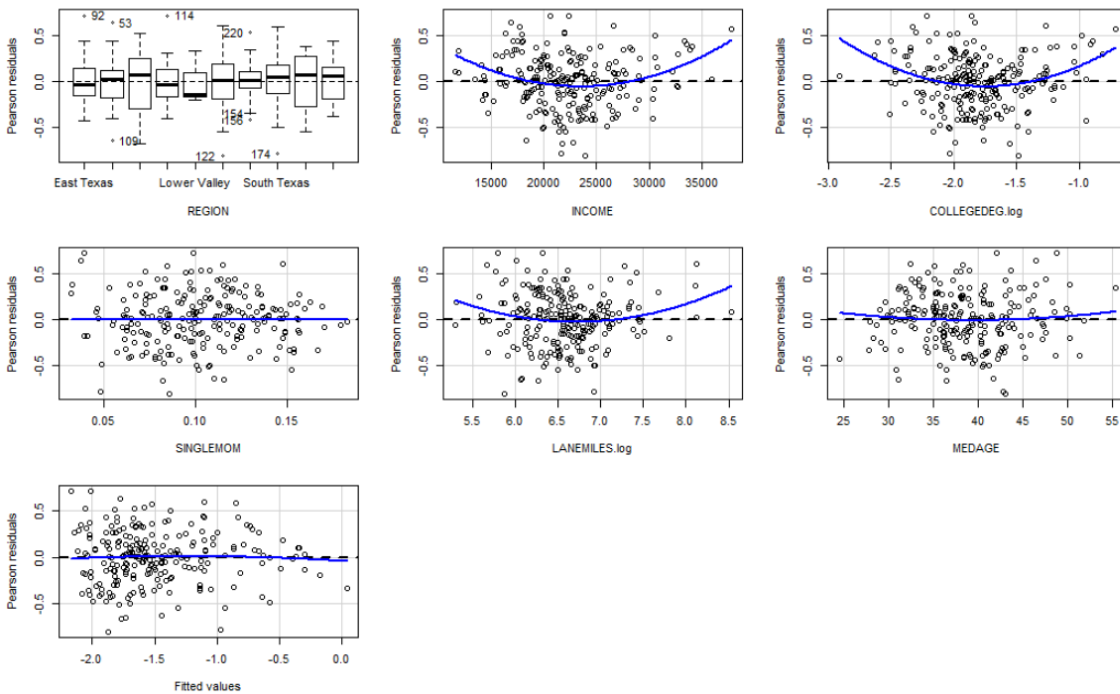 Pearson residuals
0.5
0.0
-0.5
92
53
114
220
109
154
156
122
174
East Texas
Lower Valley
South Texas
REGION
Pearson residuals
0.5
0.0
-0.5
15000 20000 25000 30000 35000
INCOME
Pearson residuals
0.5
0.0
-0.5
-3.0 -2.5 -2.0 -1.5 -1.0
COLLEGEDEG.log
Pearson residuals
0.5
0.0
-0.5
0.05 0.10 0.15
SINGLEMOM
Pearson residuals
0.5
0.0
-0.5
5.5 6.0 6.5 7.0 7.5 8.0 8.5
LANEMILES.log
Pearson residuals
0.5
0.0
-0.5
25 30 35 40 45 50 55
MEDAGE
Pearson residuals
0.5
0.0
-0.5
-2.0 -1.5 -1.0 -0.5 0.0
Fitted values